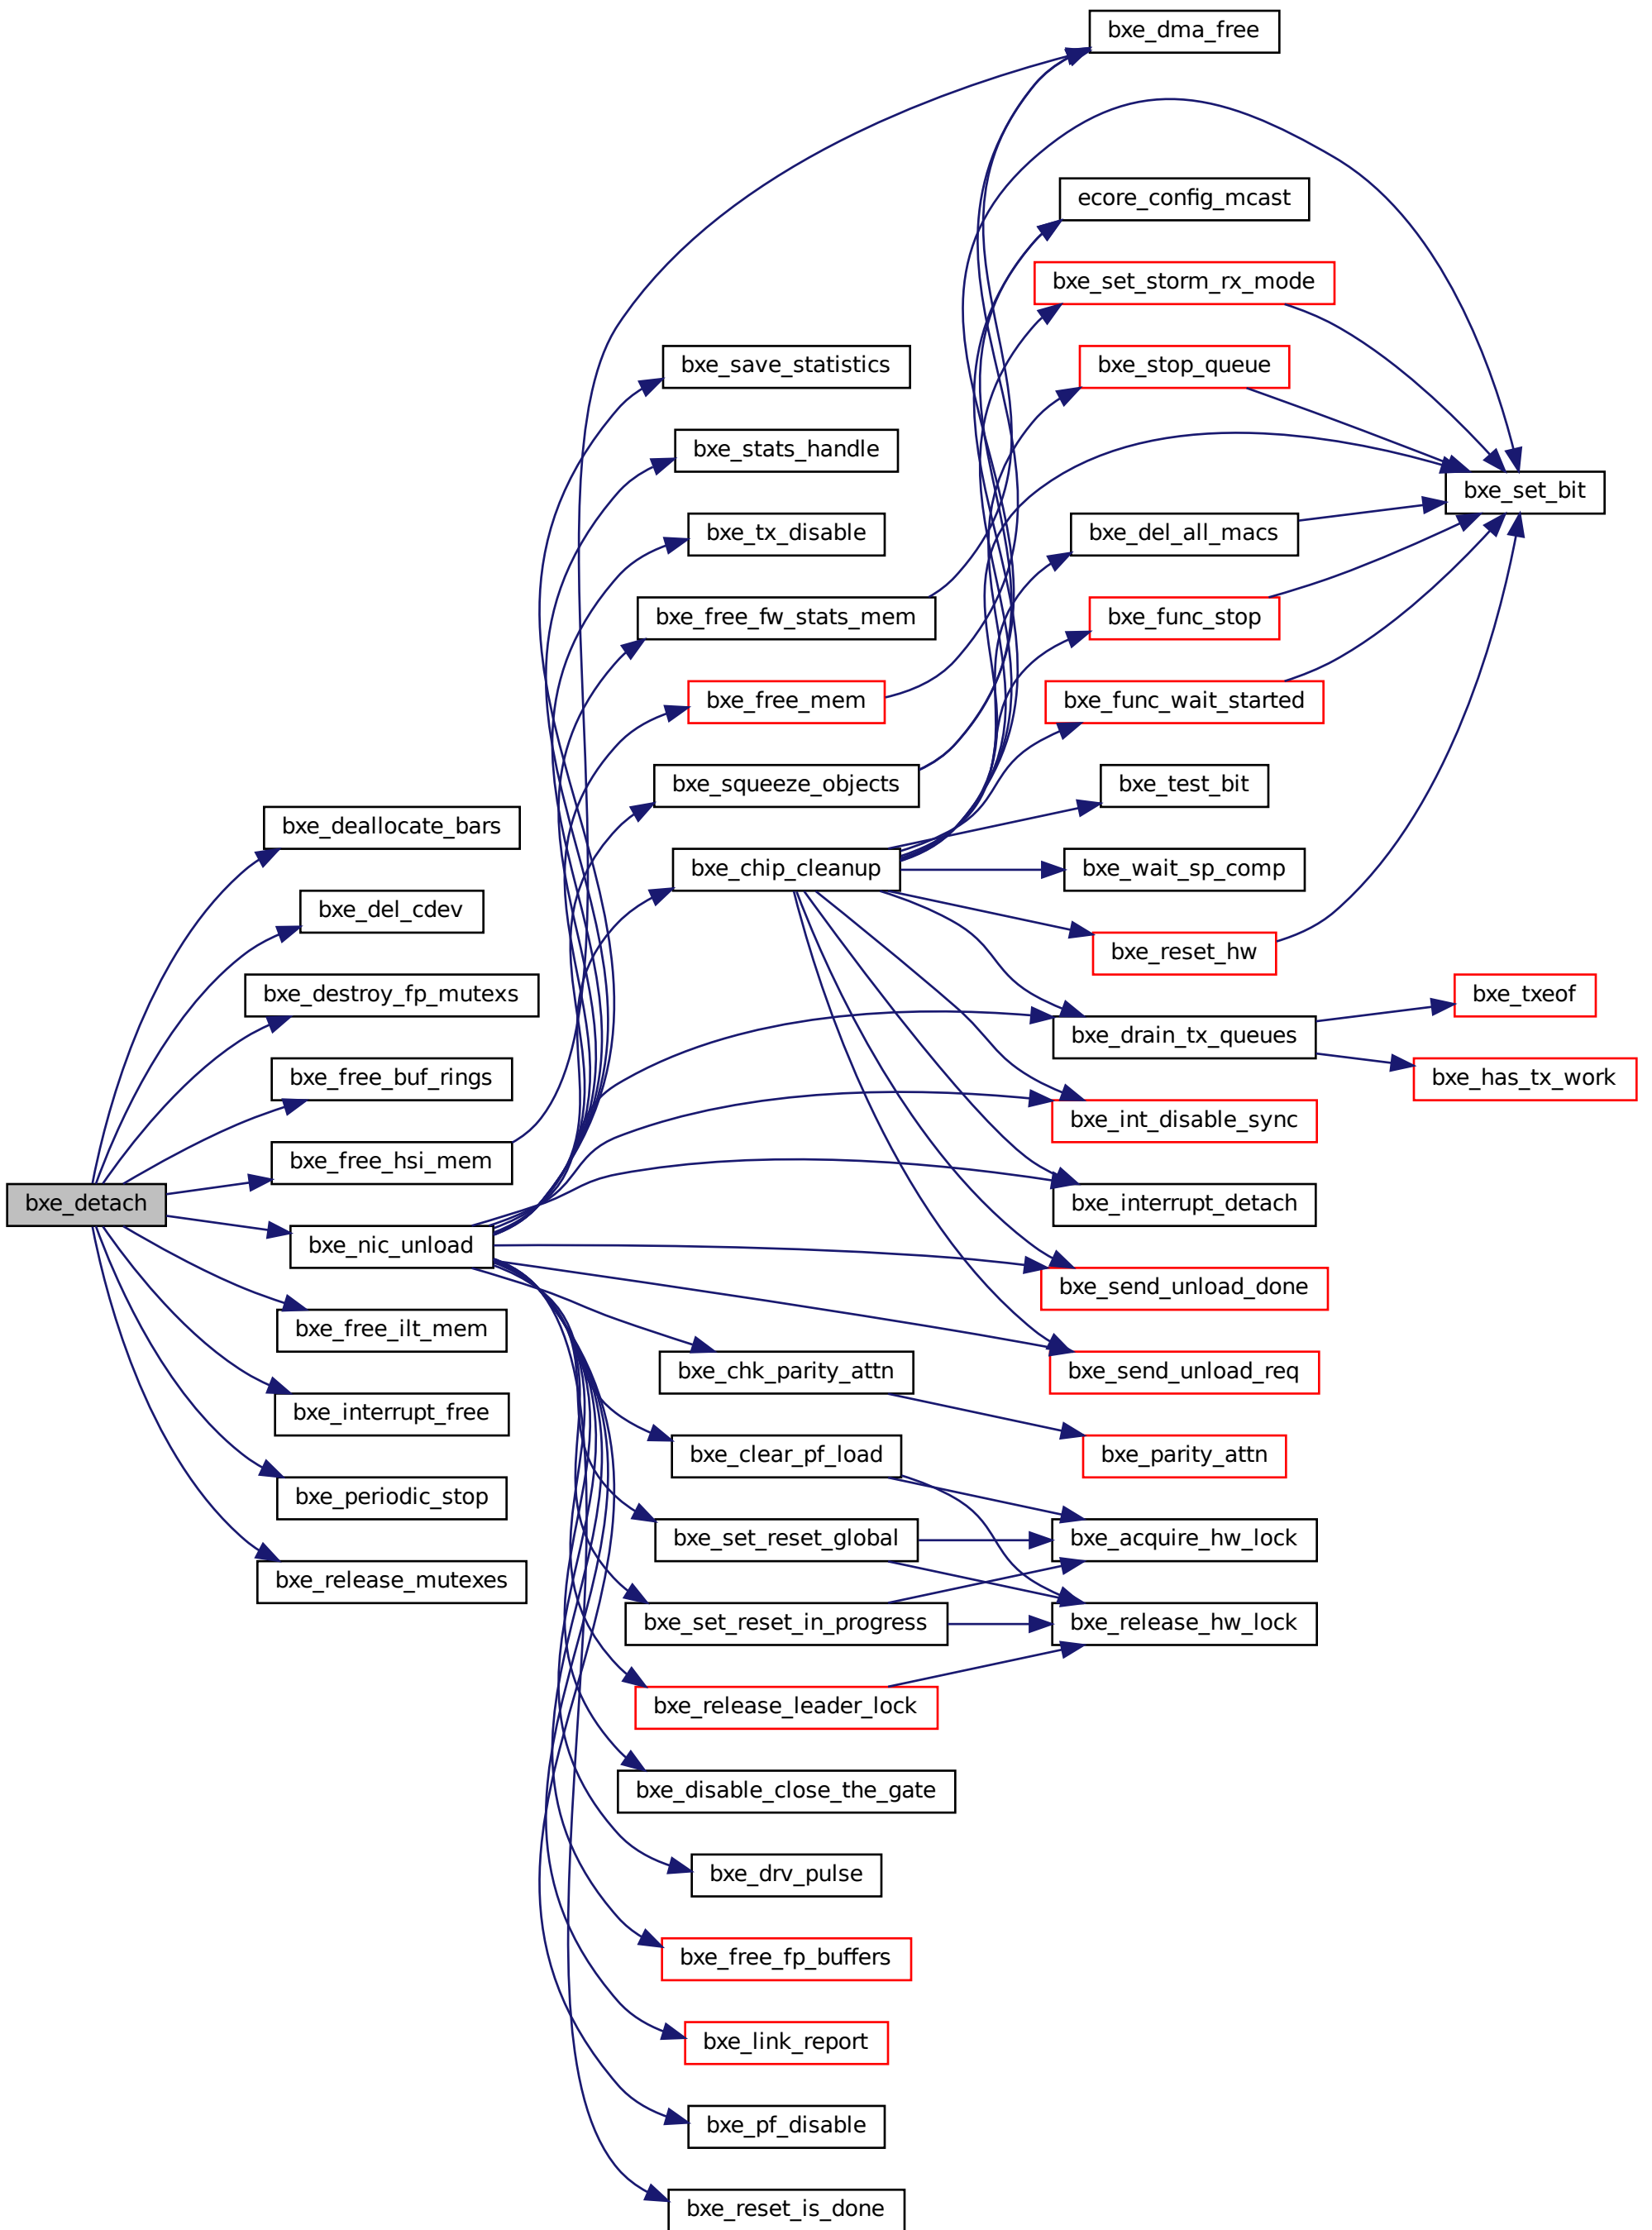 bxe_dma_free
ecore_config_mcast
bxe_set_storm_rx_mode
bxe_save_statistics
bxe_stop_queue
bxe_stats_handle
bxe_set_bit
bxe_tx_disable
bxe_del_all_macs
bxe_free_fw_stats_mem
bxe_func_stop
bxe_free_mem
bxe_func_wait_started
bxe_squeeze_objects
bxe_test_bit
bxe_deallocate_bars
bxe_chip_cleanup
bxe_wait_sp_comp
bxe_del_cdev
bxe_reset_hw
bxe_destroy_fp_mutexs
bxe_txeof
bxe_drain_tx_queues
bxe_free_buf_rings
bxe_has_tx_work
bxe_int_disable_sync
bxe_free_hsi_mem
bxe_detach
bxe_interrupt_detach
bxe_nic_unload
bxe_send_unload_done
bxe_free_ilt_mem
bxe_chk_parity_attn
bxe_send_unload_req
bxe_interrupt_free
bxe_clear_pf_load
bxe_parity_attn
bxe_periodic_stop
bxe_set_reset_global
bxe_acquire_hw_lock
bxe_release_mutexes
bxe_set_reset_in_progress
bxe_release_hw_lock
bxe_release_leader_lock
bxe_disable_close_the_gate
bxe_drv_pulse
bxe_free_fp_buffers
bxe_link_report
bxe_pf_disable
bxe_reset_is_done